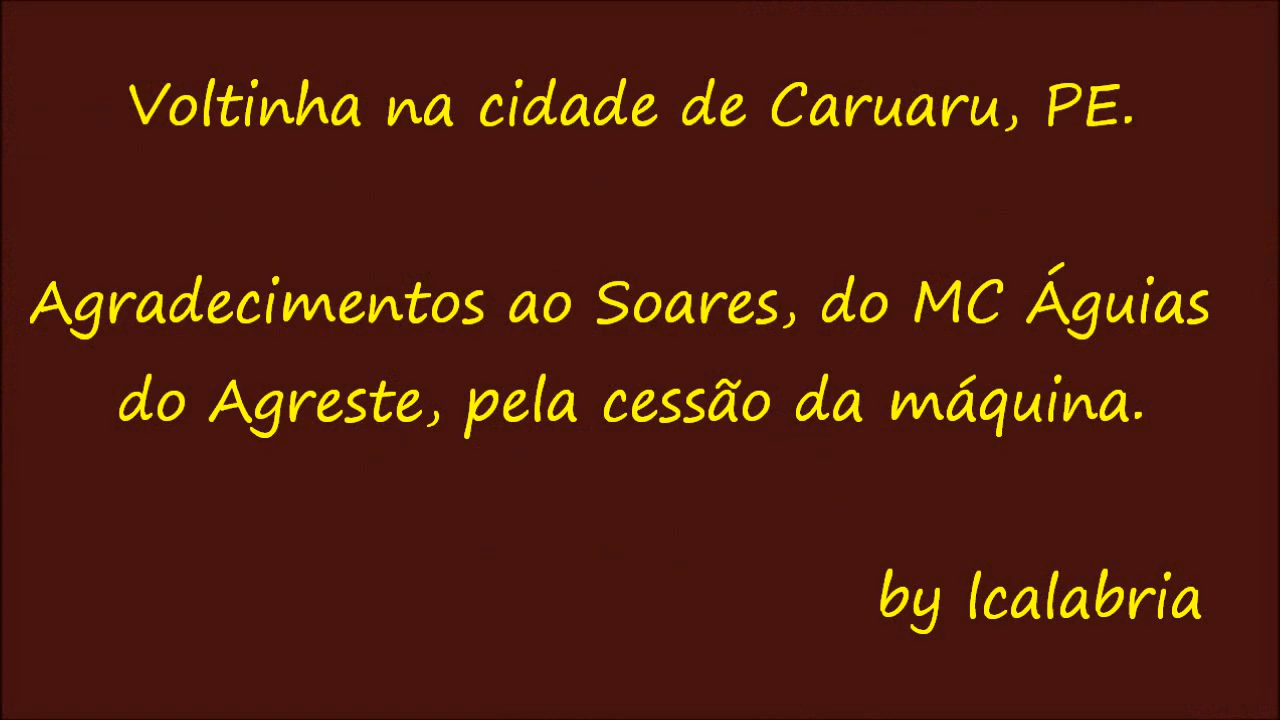 Voltinha na cidade de Caruaru, PE.
Agradecimentos ao Soares, do MC Águias
do Agreste, pela cessão da máquina.
by lcalabria